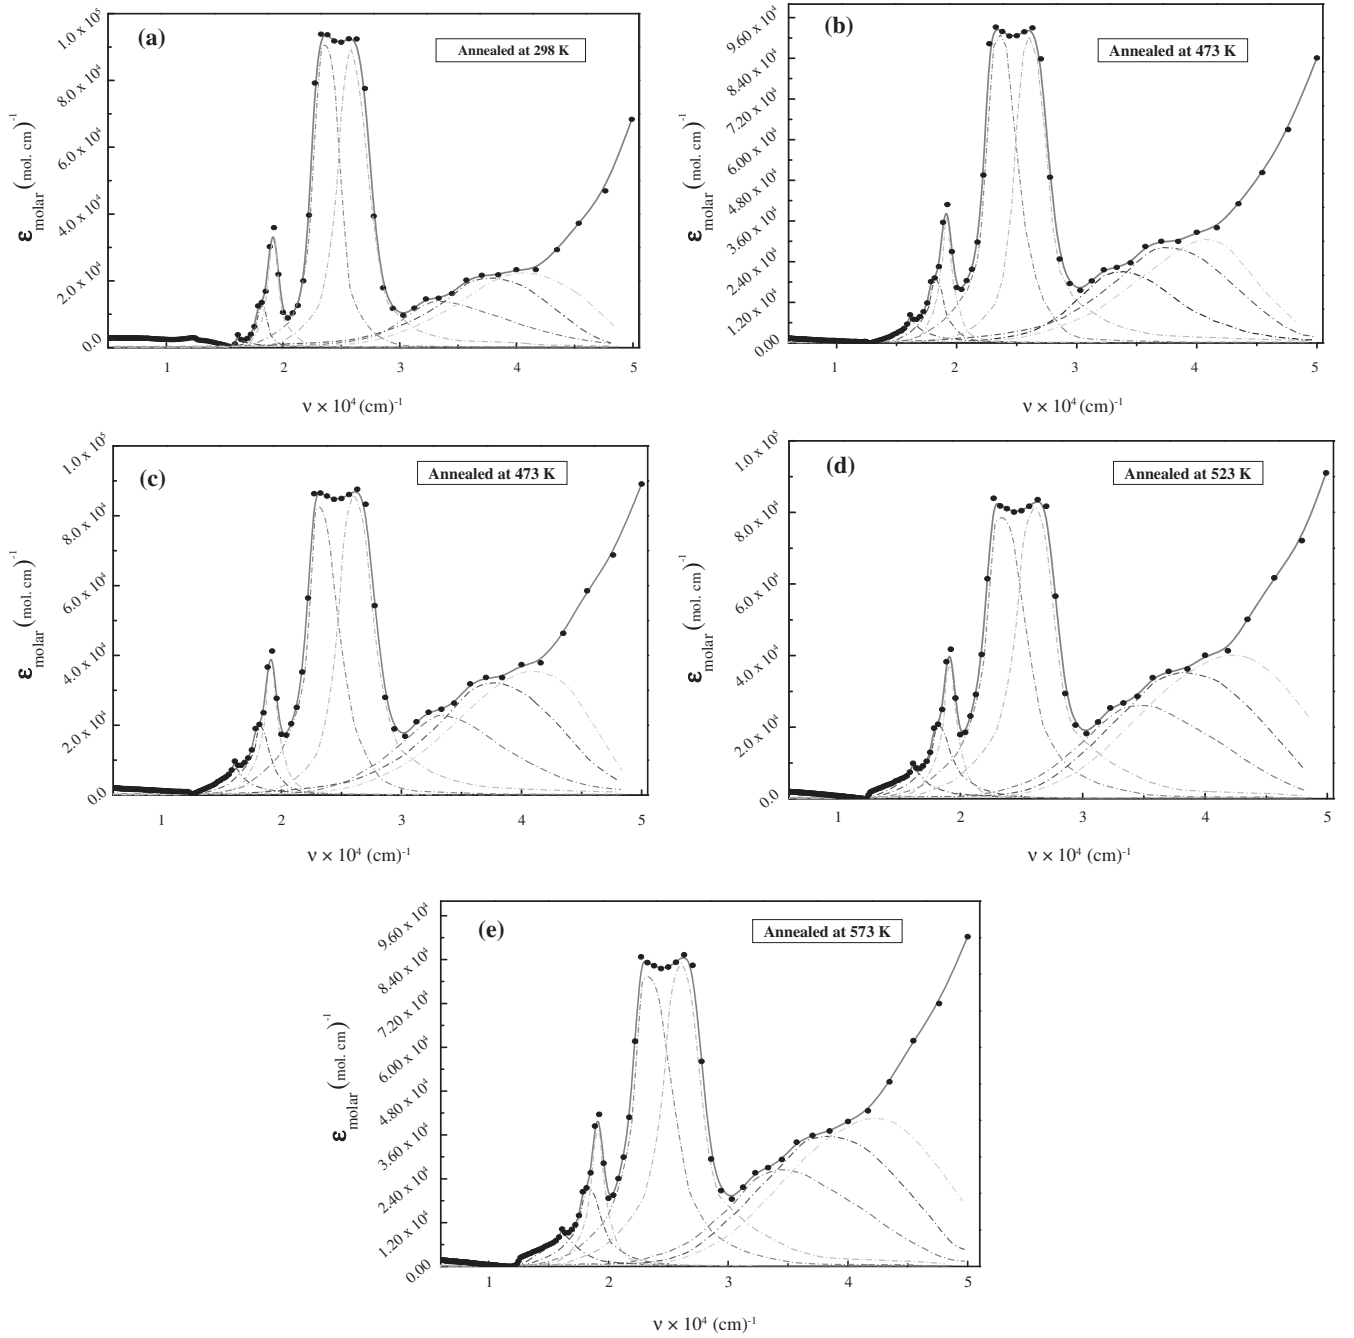 (a)
Annealed at 298 K
1.0 x 10⁵
8.0 x 10⁴
6.0 x 10⁴
4.0 x 10⁴
2.0 x 10⁴
0.0
ε molar (mol. cm)⁻¹
1 2 3 4 5
ν × 10⁴ (cm)⁻¹
(b)
Annealed at 473 K
9.60 x 10⁴
8.40 x 10⁴
7.20 x 10⁴
6.00 x 10⁴
4.80 x 10⁴
3.60 x 10⁴
2.40 x 10⁴
1.20 x 10⁴
0.00
ε molar (mol. cm)⁻¹
1 2 3 4 5
ν × 10⁴ (cm)⁻¹
(c)
Annealed at 473 K
1.0 x 10⁵
8.0 x 10⁴
6.0 x 10⁴
4.0 x 10⁴
2.0 x 10⁴
0.0
ε molar (mol. cm)⁻¹
1 2 3 4 5
ν × 10⁴ (cm)⁻¹
(d)
Annealed at 523 K
1.0 x 10⁵
8.0 x 10⁴
6.0 x 10⁴
4.0 x 10⁴
2.0 x 10⁴
0.0
ε molar (mol. cm)⁻¹
1 2 3 4 5
ν × 10⁴ (cm)⁻¹
(e)
Annealed at 573 K
9.60 x 10⁴
8.40 x 10⁴
7.20 x 10⁴
6.00 x 10⁴
4.80 x 10⁴
3.60 x 10⁴
2.40 x 10⁴
1.20 x 10⁴
0.00
ε molar (mol. cm)⁻¹
1 2 3 4 5
ν × 10⁴ (cm)⁻¹